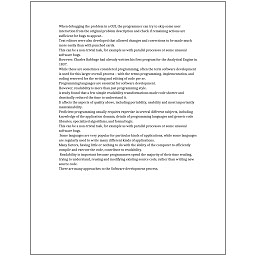 When debugging the problem in a GUI, the programmer can try to skip some user
interaction from the original problem description and check if remaining actions are
sufficient for bugs to appear.
Text editors were also developed that allowed changes and corrections to be made much
more easily than with punched cards.
This can be a non-trivial task, for example as with parallel processes or some unusual
software bugs.
However, Charles Babbage had already written his first program for the Analytical Engine in
1837.
While these are sometimes considered programming, often the term software development
is used for this larger overall process – with the terms programming, implementation, and
coding reserved for the writing and editing of code per se.
Programming languages are essential for software development.
However, readability is more than just programming style.
A study found that a few simple readability transformations made code shorter and
drastically reduced the time to understand it.
It affects the aspects of quality above, including portability, usability and most importantly
maintainability.
Proficient programming usually requires expertise in several different subjects, including
knowledge of the application domain, details of programming languages and generic code
libraries, specialized algorithms, and formal logic.
This can be a non-trivial task, for example as with parallel processes or some unusual
software bugs.
Some languages are very popular for particular kinds of applications, while some languages
are regularly used to write many different kinds of applications.
Many factors, having little or nothing to do with the ability of the computer to efficiently
compile and execute the code, contribute to readability.
Readability is important because programmers spend the majority of their time reading,
trying to understand, reusing and modifying existing source code, rather than writing new
source code.
There are many approaches to the Software development process.